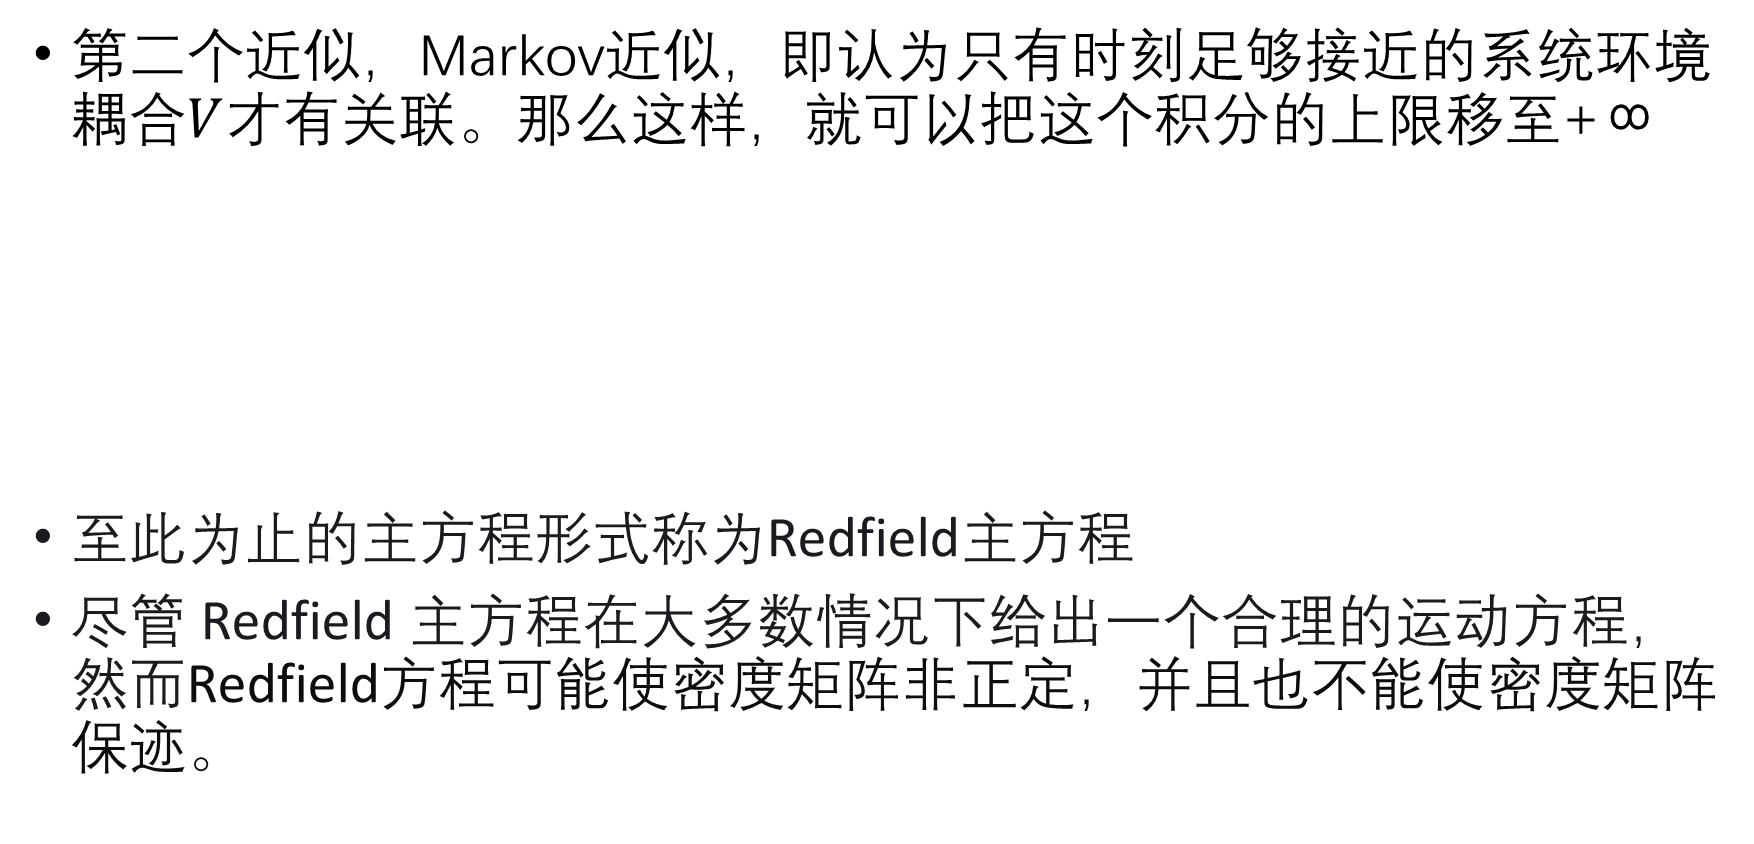 • 第二个近似，Markov近似，即认为只有时刻足够接近的系统环境
耦合V 才有关联。那么这样，就可以把这个积分的上限移至+ ∞
• 至此为止的主方程形式称为Redfield主方程
• 尽管 Redfield 主方程在大多数情况下给出一个合理的运动方程，
然而Redfield方程可能使密度矩阵非正定，并且也不能使密度矩阵
保迹。